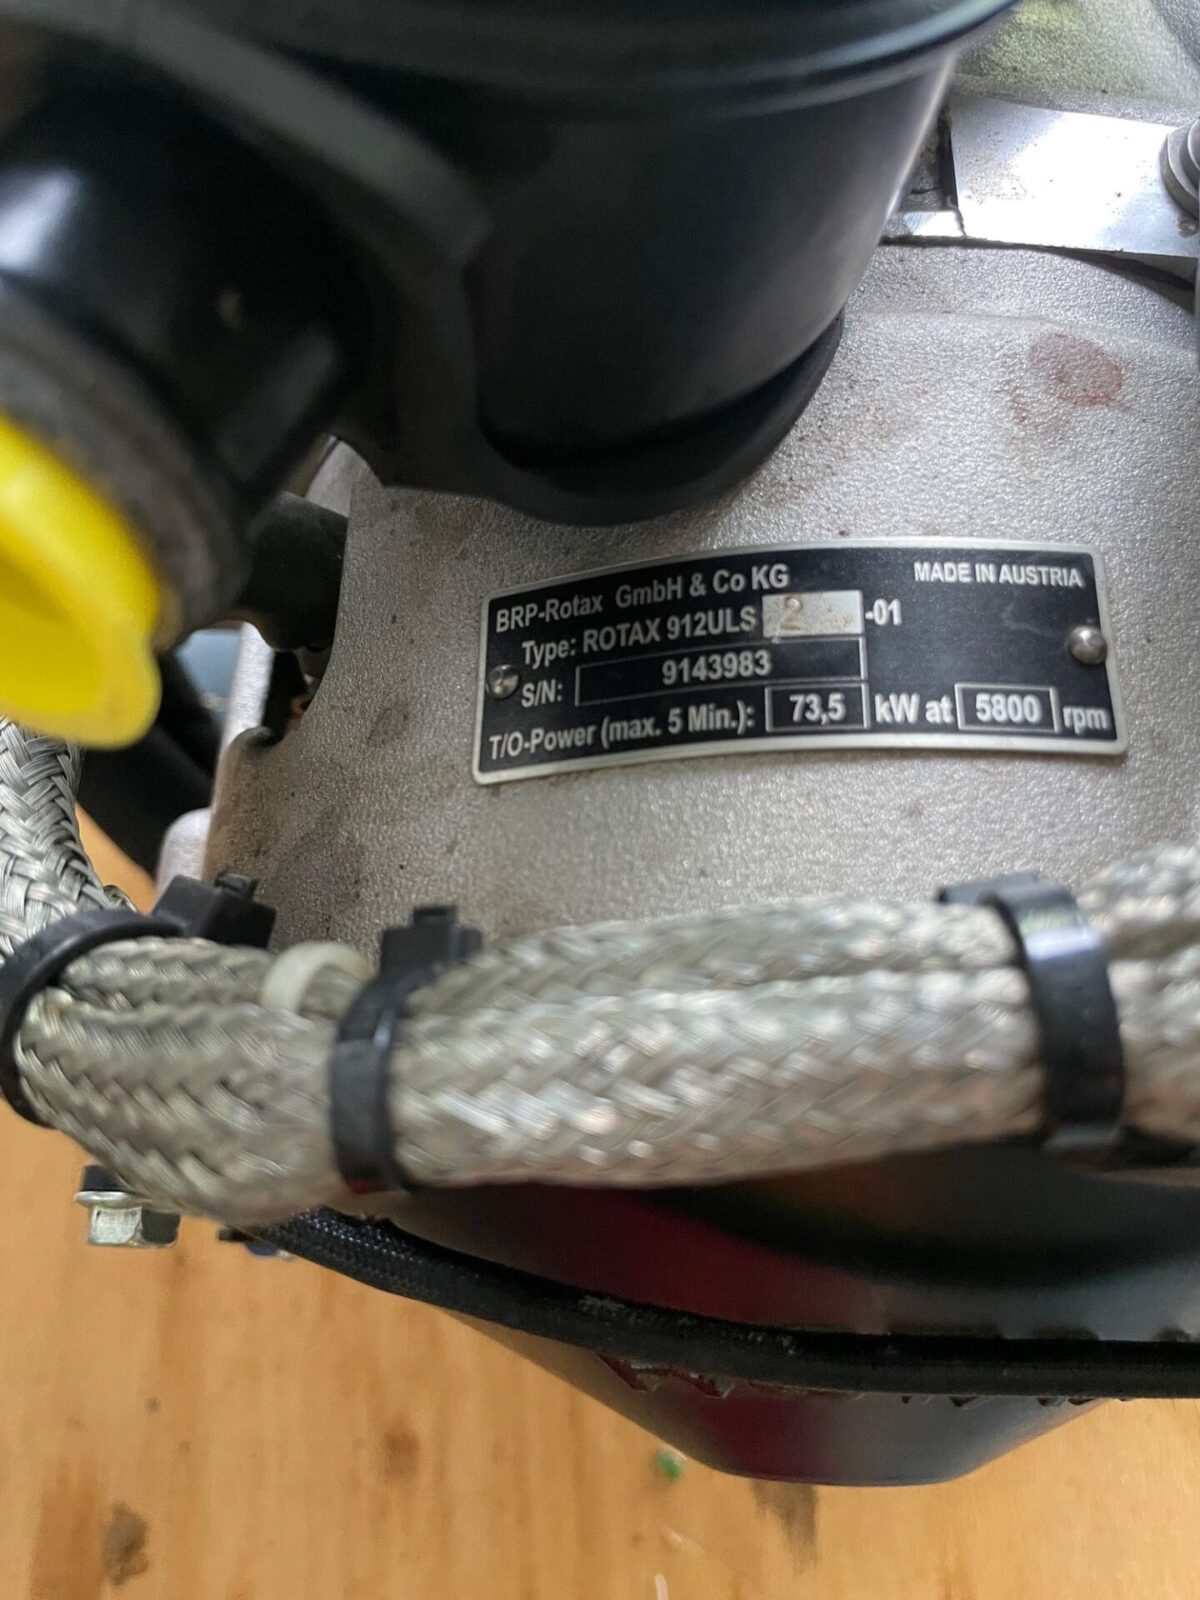 BRP-Rotax GmbH & Co KG MADE IN AUSTRIA
Type: ROTAX 912ULS 2 -01
S/N: 9143983
T/O-Power (max. 5 Min.): 73,5 kW at 5800 rpm